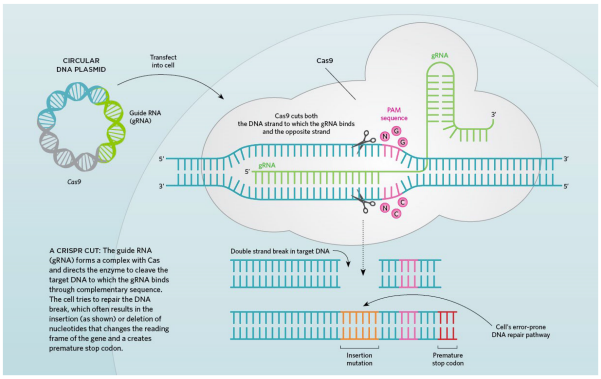 CIRCULAR
DNA PLASMID
Transfect
into cell
Guide RNA
(gRNA)
Cas9
Cas9
gRNA
3'
PAM
sequence
Cas9 cuts both
the DNA strand to which the gRNA binds
and the opposite strand
N G G
5'
3'
5'
gRNA
3'
5'
N C C
A CRISPR CUT: The guide RNA
(gRNA) forms a complex with Cas
and directs the enzyme to cleave the
target DNA to which the gRNA binds
through complementary sequence.
The cell tries to repair the DNA
break, which often results in the
insertion (as shown) or deletion of
nucleotides that changes the reading
frame of the gene and a creates
premature stop codon.
Double strand break in target DNA
Cell's error-prone
DNA repair pathway
Insertion
mutation
Premature
stop codon